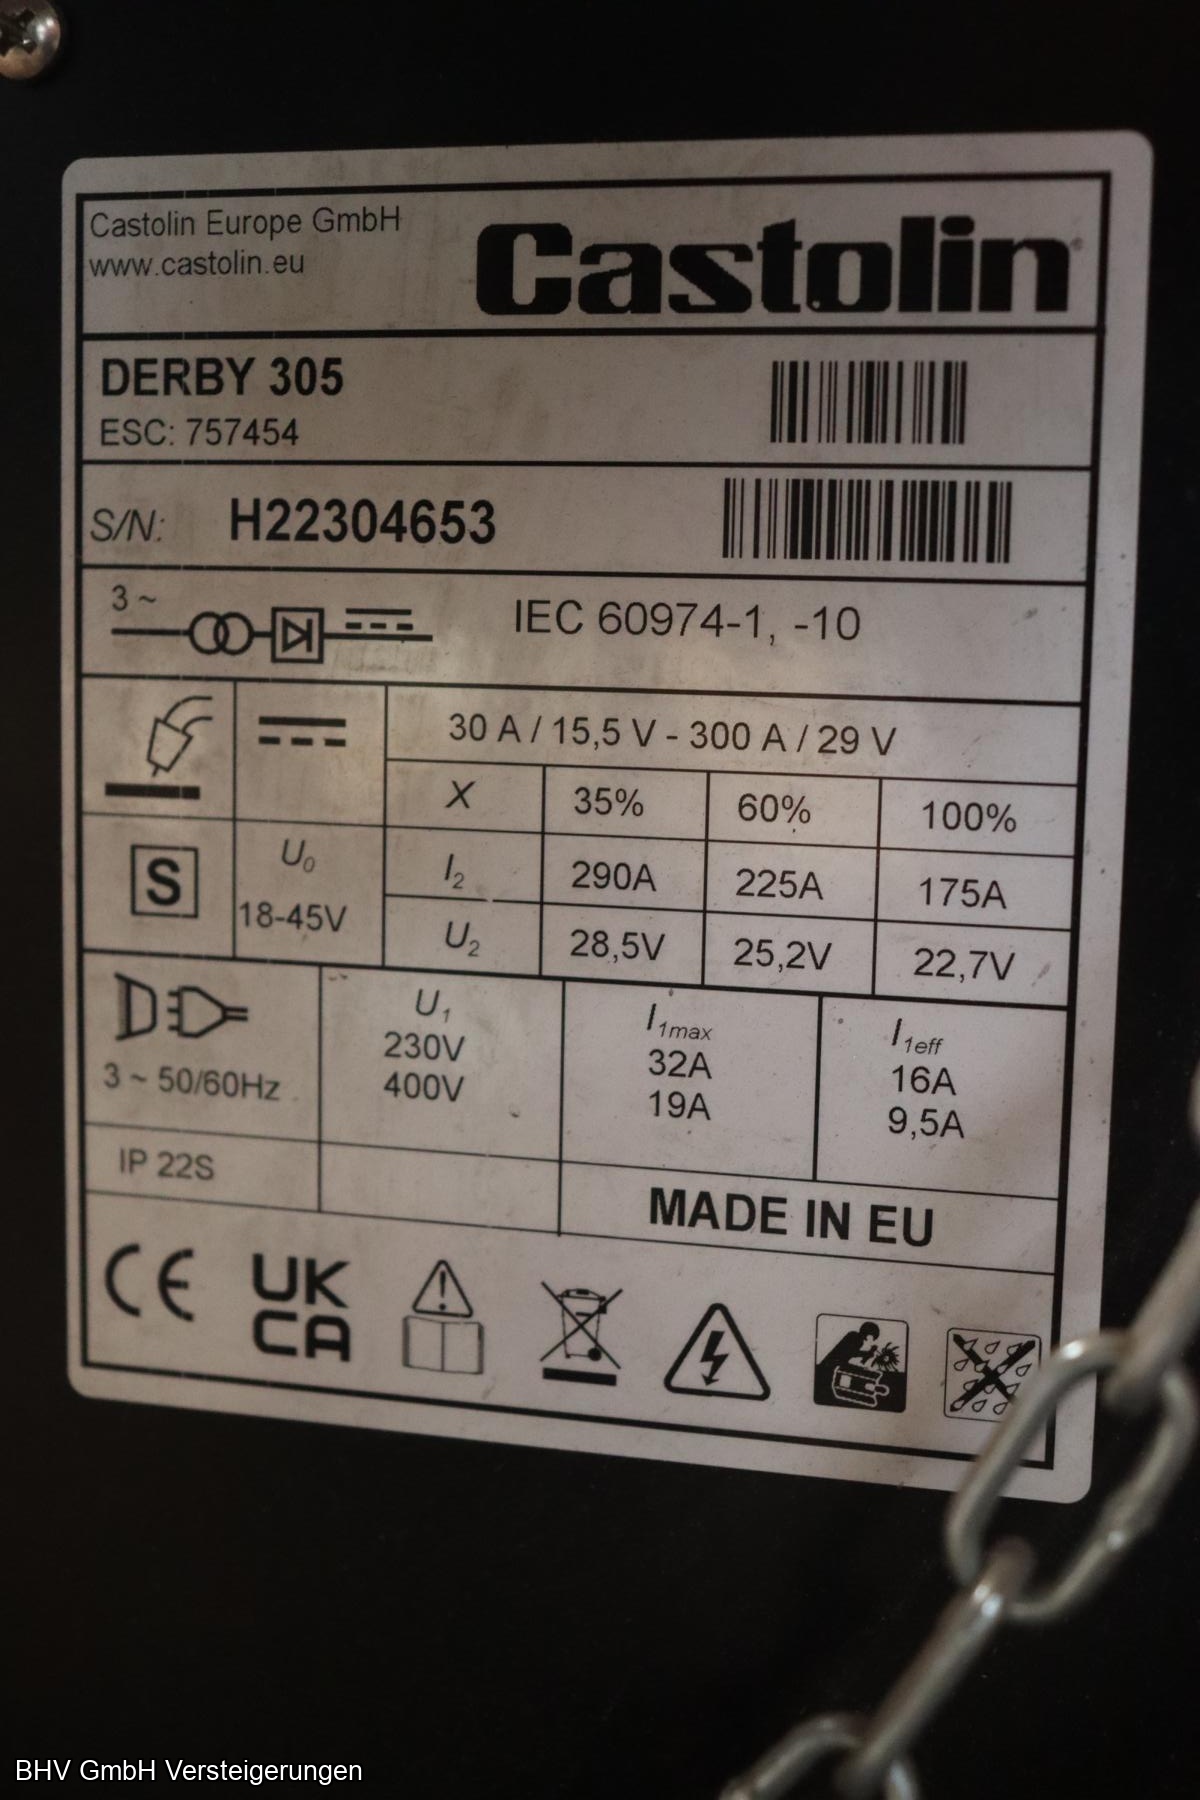 Castolin Europe GmbH
www.castolin.eu
Castolin®
DERBY 305
ESC: 757454
S/N: H22304653
3 ~
IEC 60974-1, -10
30 A / 15,5 V - 300 A / 29 V
X 35% 60% 100%
S
U0
18-45V
I2 290A 225A 175A
U2 28,5V 25,2V 22,7V
3 ~ 50/60Hz
U1
230V
400V
I1max
32A
19A
I1eff
16A
9,5A
IP 22S
MADE IN EU
CE
UK
CA
BHV GmbH Versteigerungen